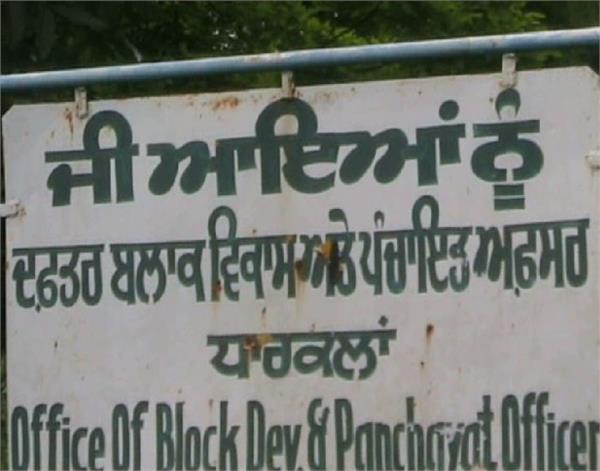 ਜੀ ਆਇਆਂ ਨੂੰ
ਦਫ਼ਤਰ ਬਲਾਕ ਵਿਕਾਸ ਅਤੇ ਪੰਚਾਇਤ ਅਫ਼ਸਰ
ਧਾਰਕਲਾਂ
Office Of Block Dev. & Panchayat Officer